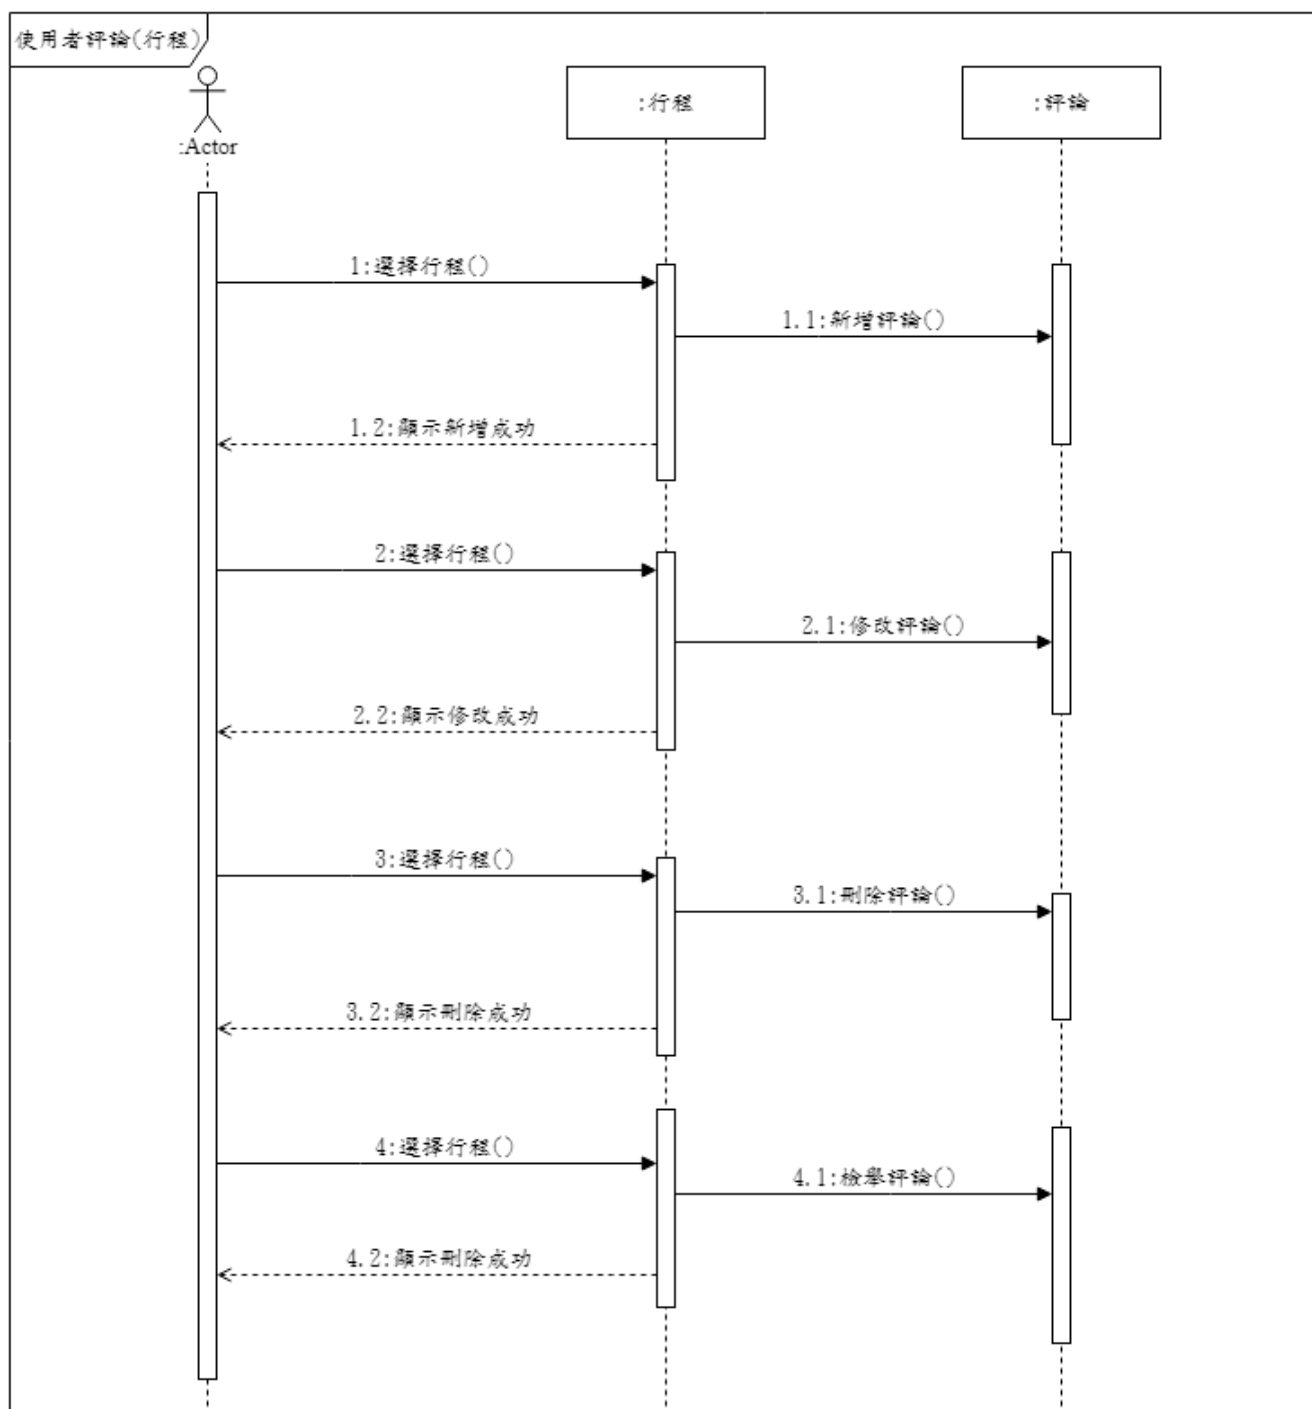 使用者評論(行程)
:Actor
:行程
:評論
1:選擇行程()
1.1:新增評論()
1.2:顯示新增成功
2:選擇行程()
2.1:修改評論()
2.2:顯示修改成功
3:選擇行程()
3.1:刪除評論()
3.2:顯示刪除成功
4:選擇行程()
4.1:檢舉評論()
4.2:顯示刪除成功